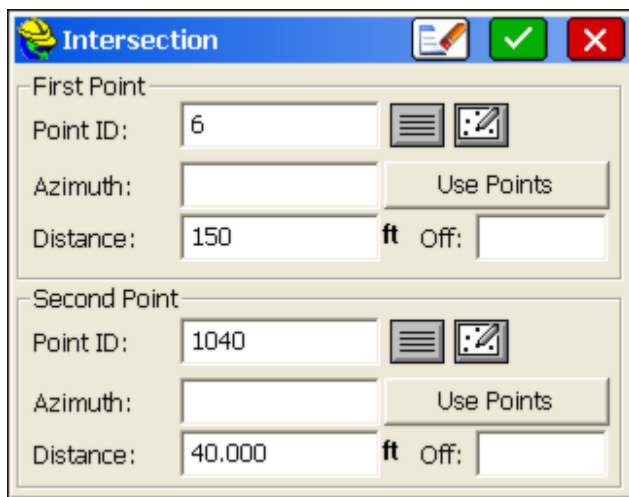 Intersection
First Point
Point ID: 6
Azimuth: Use Points
Distance: 150 ft Off:
Second Point
Point ID: 1040
Azimuth: Use Points
Distance: 40.000 ft Off: